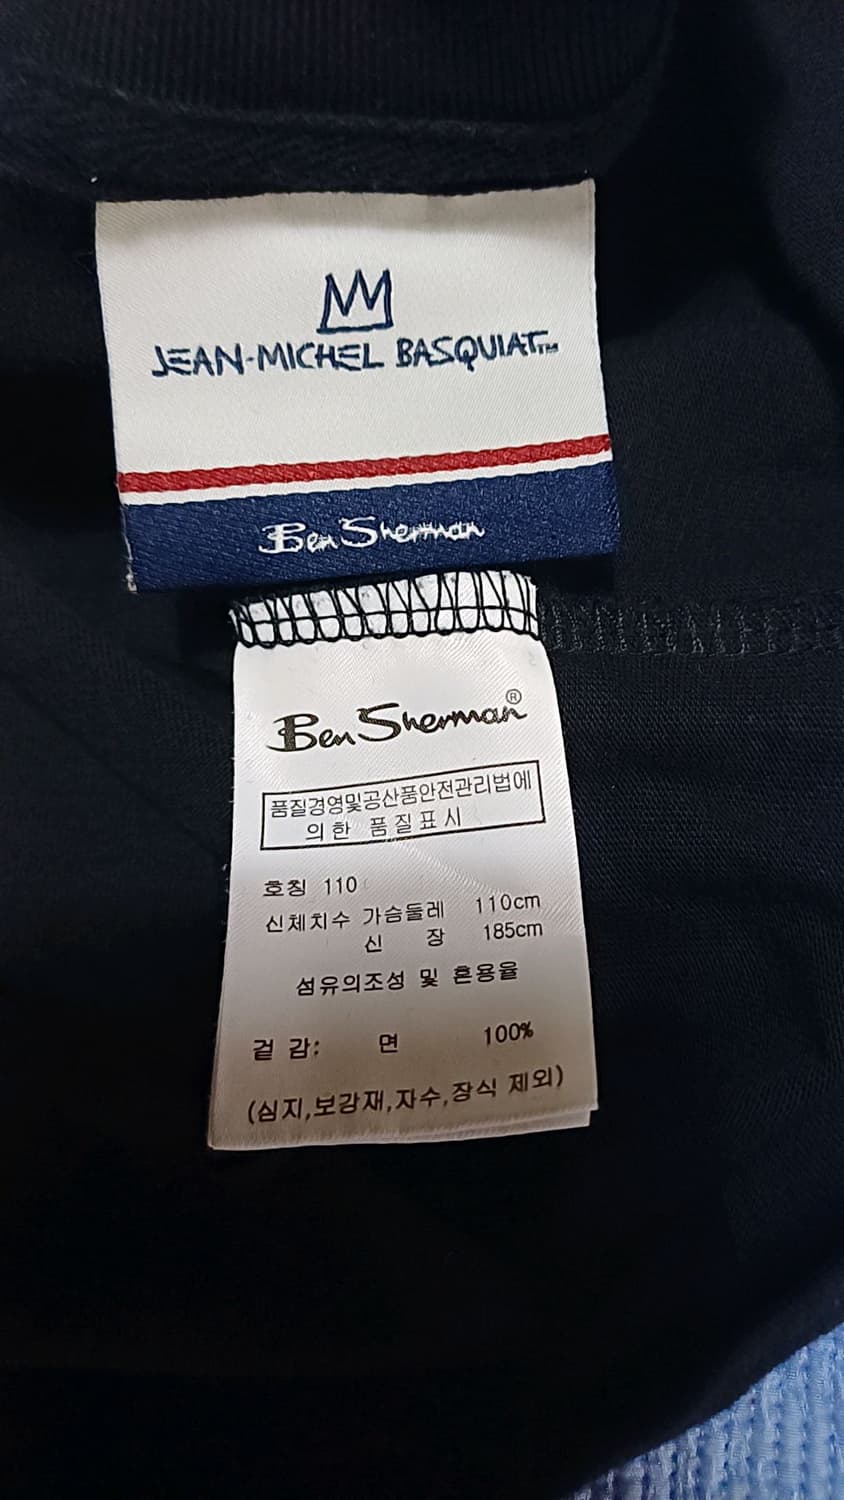 JEAN-MICHEL BASQUIAT™
Ben Sherman
Ben Sherman®
품질경영및공산품안전관리법에
의한 품질표시
호칭 110
신체치수 가슴둘레 110cm
신 장 185cm
섬유의조성 및 혼용율
겉감: 면 100%
(심지,보강재,자수,장식 제외)